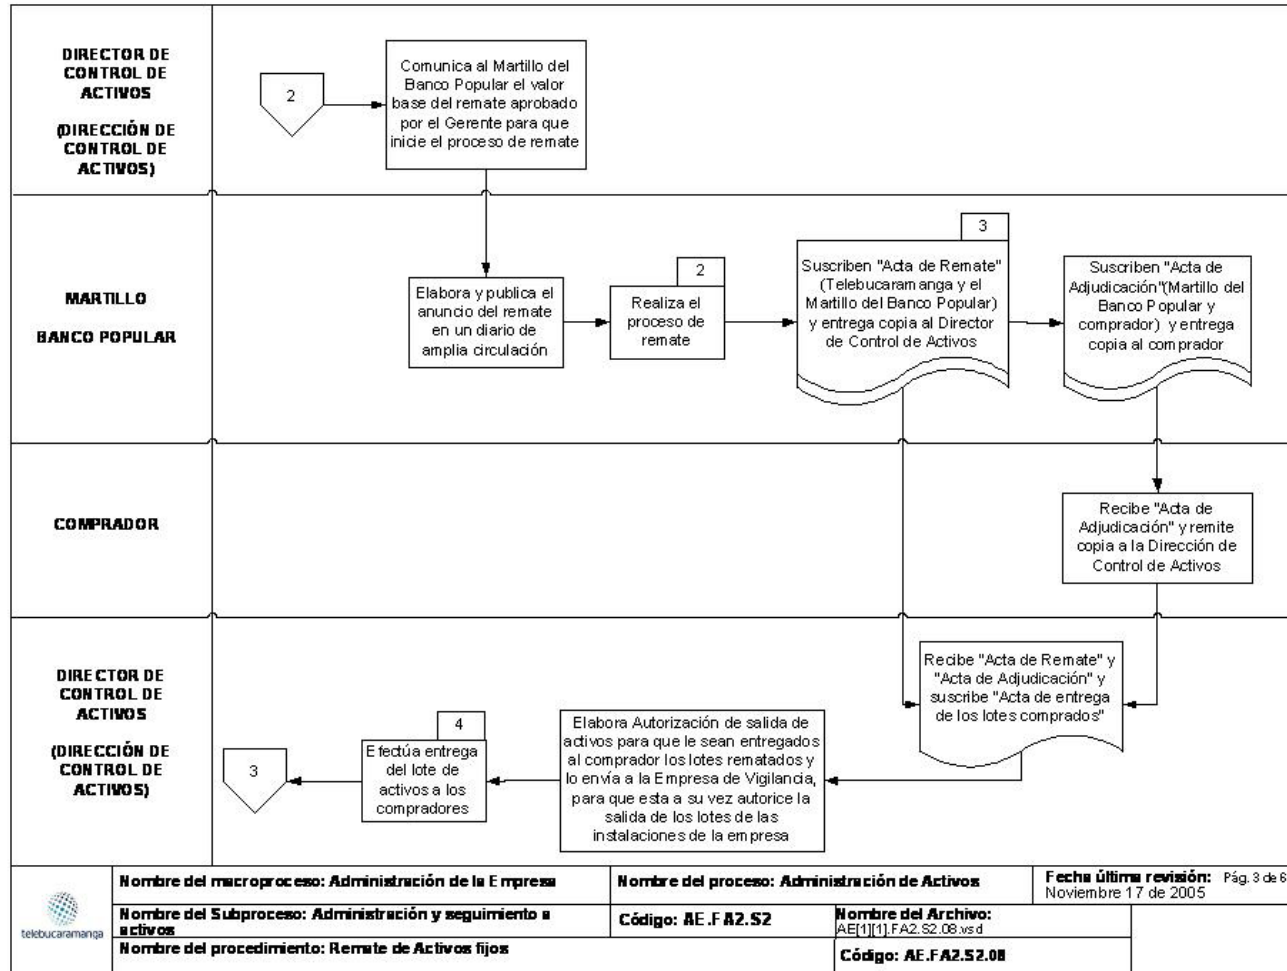 DIRECTOR DE
CONTROL DE
ACTIVOS
(DIRECCIÓN DE
CONTROL DE
ACTIVOS)
2
Comunica al Martillo del
Banco Popular el valor
base del remate aprobado
por el Gerente para que
inicie el proceso de remate
MARTILLO
BANCO POPULAR
Elabora y publica el
anuncio del remate
en un diario de
amplia circulación
2
Realiza el
proceso de
remate
3
Suscriben "Acta de Remate"
(Telebucaramanga y el
Martillo del Banco Popular)
y entrega copia al Director
de Control de Activos
Suscriben "Acta de
Adjudicación"(Martillo del
Banco Popular y
comprador) y entrega
copia al comprador
COMPRADOR
Recibe "Acta de
Adjudicación" y remite
copia a la Dirección de
Control de Activos
DIRECTOR DE
CONTROL DE
ACTIVOS
(DIRECCIÓN DE
CONTROL DE
ACTIVOS)
Recibe "Acta de Remate" y
"Acta de Adjudicación" y
suscribe "Acta de entrega
de los lotes comprados"
Elabora Autorización de salida de
activos para que le sean entregados
al comprador los lotes rematados y
lo envía a la Empresa de Vigilancia,
para que esta a su vez autorice la
salida de los lotes de las
instalaciones de la empresa
4
Efectúa entrega
del lote de
activos a los
compradores
3
telebucaramanga
Nombre del macroproceso: Administración de la Empresa
Nombre del proceso: Administración de Activos
Fecha última revisión: Pág. 3 de 6
Noviembre 17 de 2005
Nombre del Subproceso: Administración y seguimiento a
activos
Código: AE.FA2.S2
Nombre del Archivo:
AE[1][1].FA2.S2.08.vsd
Nombre del procedimiento: Remate de Activos fijos
Código: AE.FA2.S2.08